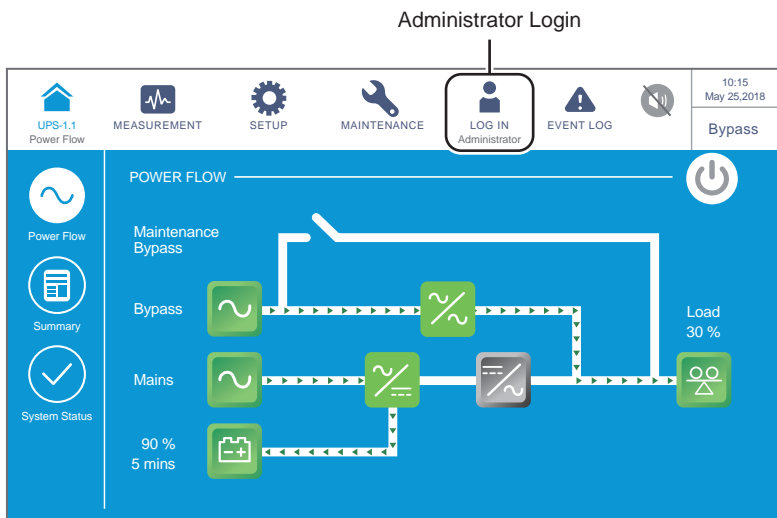 Administrator Login
UPS-1.1
Power Flow
MEASUREMENT
SETUP
MAINTENANCE
LOG IN
Administrator
EVENT LOG
10:15
May 25,2018
Bypass
POWER FLOW
Power Flow
Summary
System Status
Maintenance
Bypass
Bypass
Mains
90 %
5 mins
Load
30 %